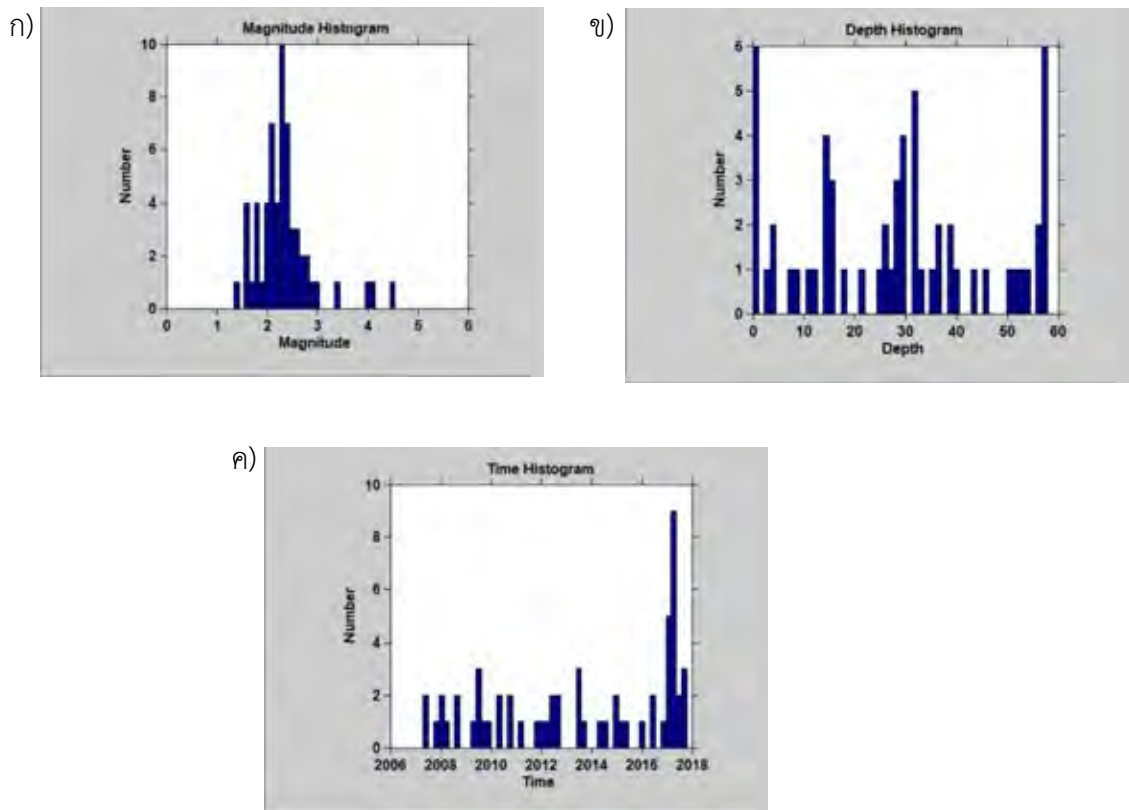 ก)
Magnitude Histogram
10
8
6
4
2
0
Number
0 1 2 3 4 5 6
Magnitude
ข)
Depth Histogram
6
5
4
3
2
1
0
Number
0 10 20 30 40 50 60
Depth
ค)
Time Histogram
10
8
6
4
2
0
Number
2006 2008 2010 2012 2014 2016 2018
Time